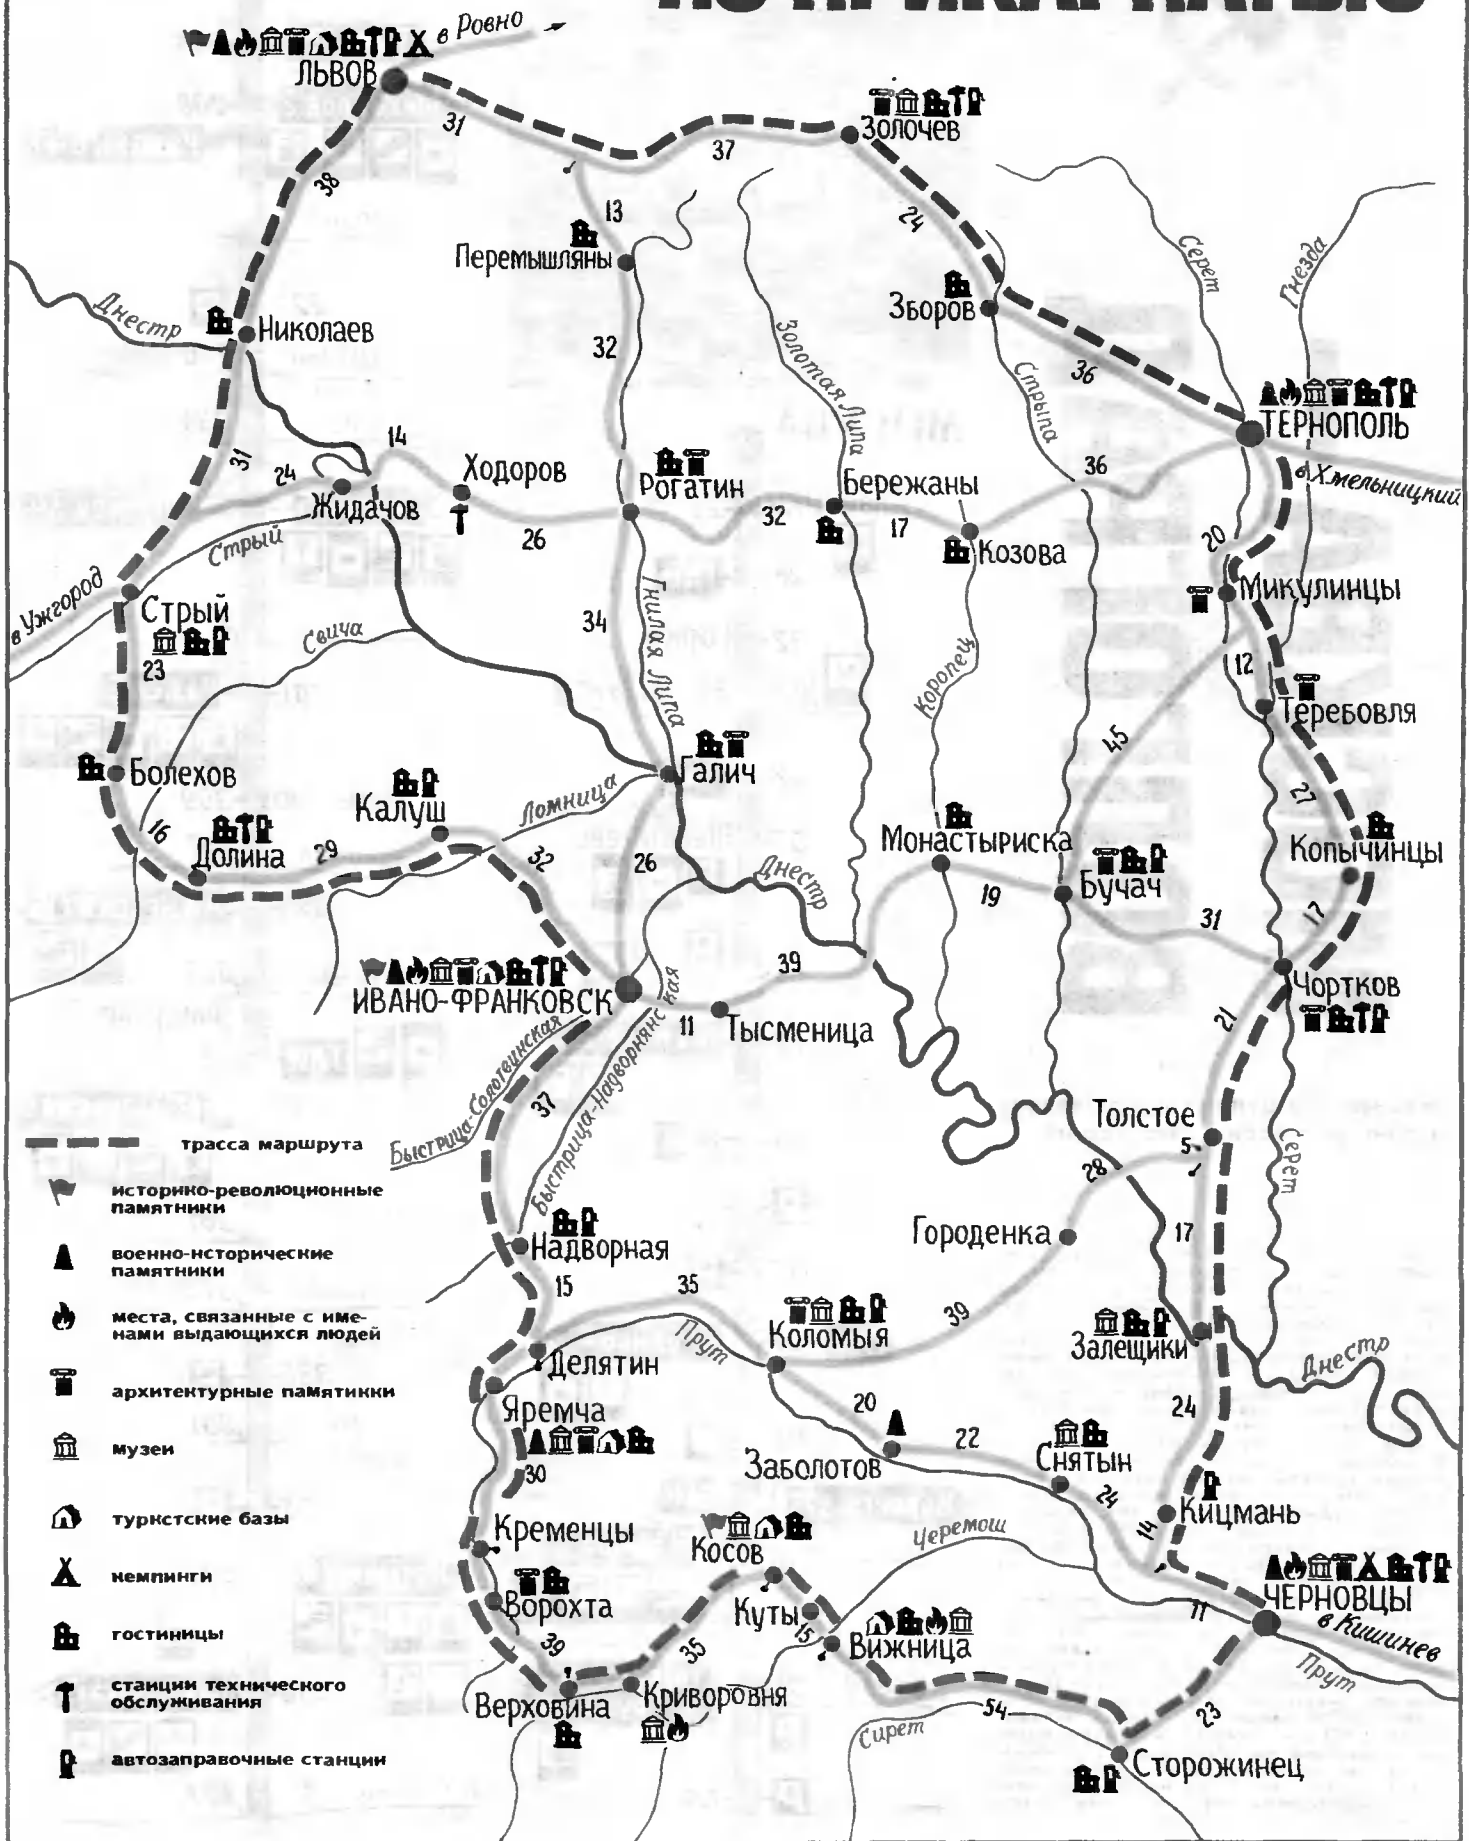 в Ровно
ЛЬВОВ
31
37
Золочев
38
13
24
Перемышляны
Зборов
Серет
Гнезда
Днестр
Николаев
32
Золотая Липа
Стрыпа
36
ТЕРНОПОЛЬ
в Хмельницкий
31
24
14
Жидачов
Ходоров
26
Рогатин
32
Бережаны
17
36
Козова
20
Микулинцы
в Ужгород
Стрый
Стрый
23
Свича
34
Гнилая Липа
Коропец
12
Теребовля
45
Болехов
16
Долина
29
Калуш
Ломница
32
Галич
26
Днестр
Монастыриска
19
Бучач
31
27
Копычинцы
17
Чортков
ИВАНО-ФРАНКОВСК
11
Тысменица
39
21
Быстрица-Солотвинская
Быстрица-Надворнянская
37
Толстое
5
28
Серет
Городенка
17
Надворная
15
35
39
Прут
Коломыя
Залещики
Днестр
Делятин
Яремча
30
20
Заболотов
22
Снятын
24
24
Кицмань
14
Кременцы
Ворохта
39
Косов
Куты
15
Черемош
Вижница
35
ЧЕРНОВЦЫ
11
в Кишинев
Прут
Верховина
Криворовня
Сирет
54
23
Сторожинец
трасса маршрута
историко-революционные
памятники
военно-исторические
памятники
места, связанные с име-
нами выдающихся людей
архитектурные памятники
музеи
туристские базы
кемпинги
гостиницы
станции технического
обслуживания
автозаправочные станции